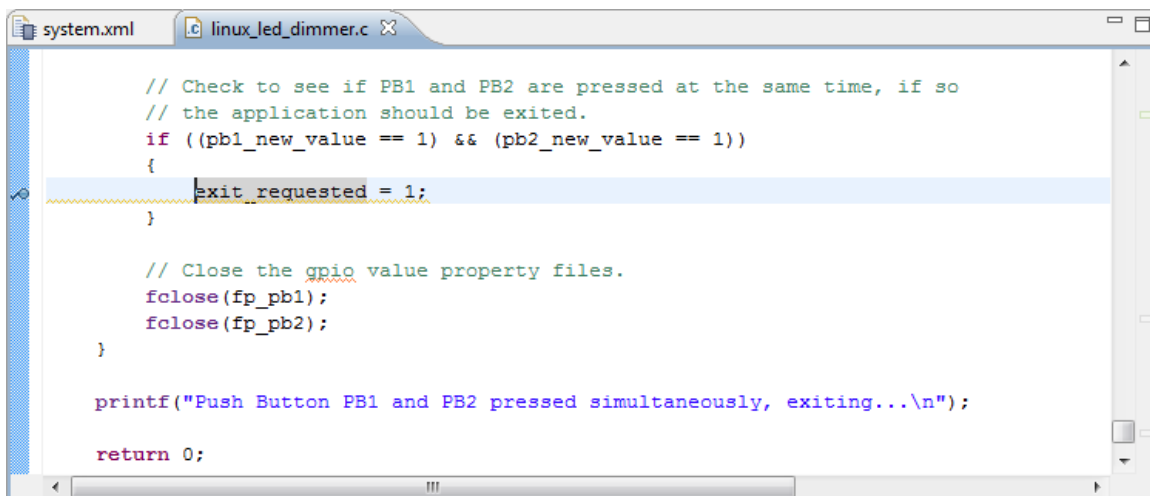 system.xml linux_led_dimmer.c
// Check to see if PB1 and PB2 are pressed at the same time, if so
// the application should be exited.
if ((pb1_new_value == 1) && (pb2_new_value == 1))
{
exit_requested = 1;
}
// Close the gpio value property files.
fclose(fp_pb1);
fclose(fp_pb2);
}
printf("Push Button PB1 and PB2 pressed simultaneously, exiting...\n");
return 0;